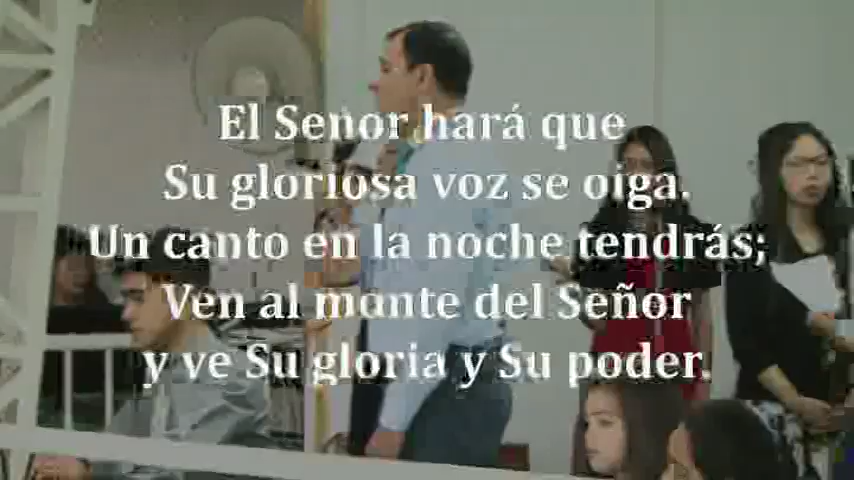 El Señor hará que
Su gloriosa voz se oiga.
Un canto en la noche tendrás;
Ven al monte del Señor
y ve Su gloria y Su poder.